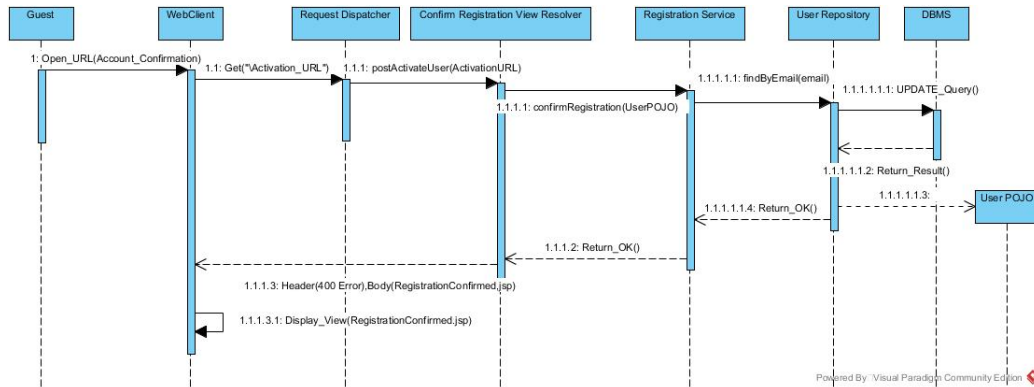 Guest
WebClient
Request Dispatcher
Confirm Registration View Resolver
Registration Service
User Repository
DBMS
1: Open_URL(Account_Confirmation)
1.1: Get("\Activation_URL")
1.1.1: postActivateUser(ActivationURL)
1.1.1.1: confirmRegistration(UserPOJO)
1.1.1.1.1: findByEmail(email)
1.1.1.1.1.1: UPDATE_Query()
1.1.1.1.1.2: Return_Result()
1.1.1.1.1.3:
User POJO
1.1.1.1.1.4: Return_OK()
1.1.1.2: Return_OK()
1.1.1.3: Header(400 Error),Body(RegistrationConfirmed.jsp)
1.1.1.3.1: Display_View(RegistrationConfirmed.jsp)
Powered By Visual Paradigm Community Edition